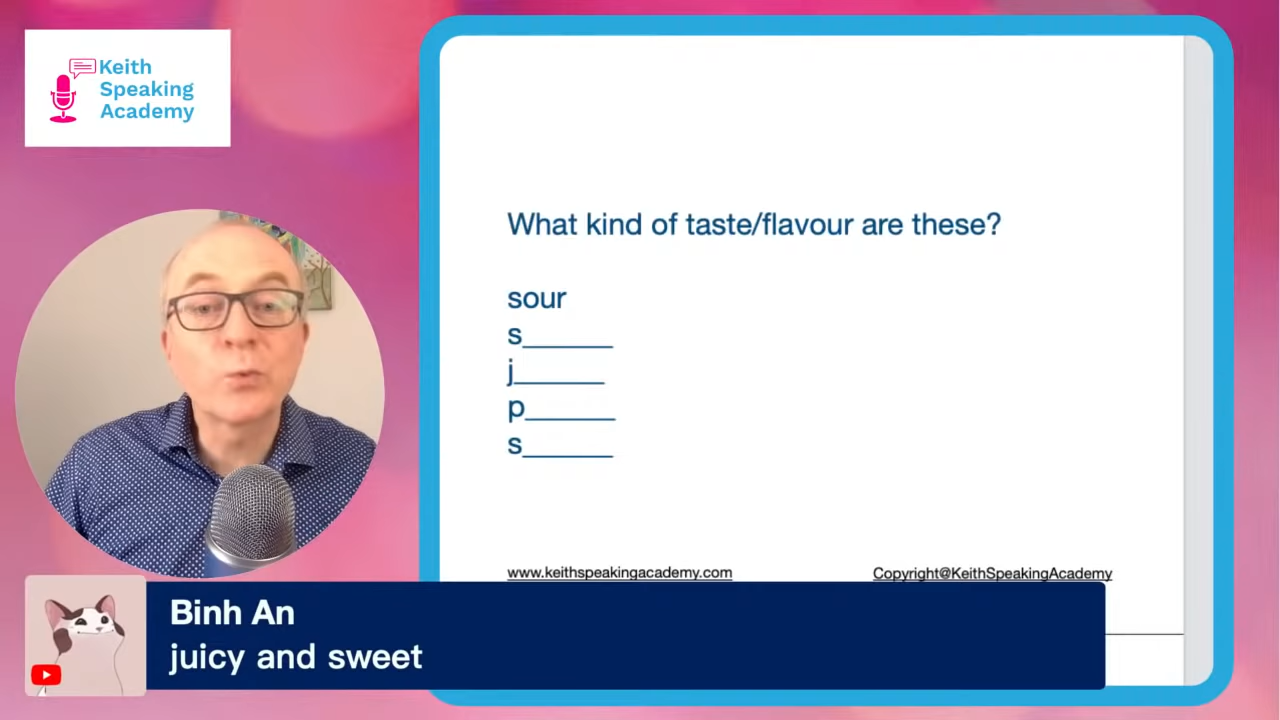 Keith
Speaking
Academy
What kind of taste/flavour are these?
sour
s______
j______
p______
s______
www.keithspeakingacademy.com
Copyright@KeithSpeakingAcademy
Binh An
juicy and sweet